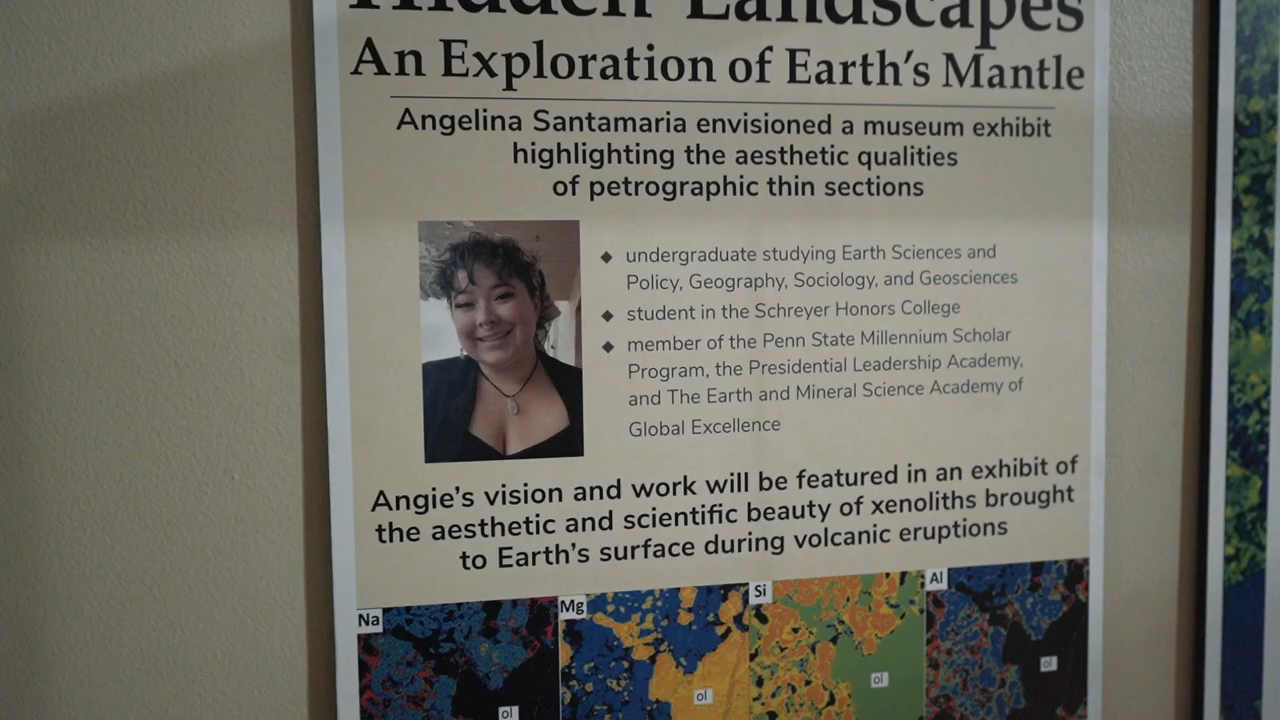 Hidden Landscapes
An Exploration of Earth's Mantle
Angelina Santamaria envisioned a museum exhibit
highlighting the aesthetic qualities
of petrographic thin sections
◆ undergraduate studying Earth Sciences and
Policy, Geography, Sociology, and Geosciences
◆ student in the Schreyer Honors College
◆ member of the Penn State Millennium Scholar
Program, the Presidential Leadership Academy,
and The Earth and Mineral Science Academy of
Global Excellence
Angie's vision and work will be featured in an exhibit of
the aesthetic and scientific beauty of xenoliths brought
to Earth's surface during volcanic eruptions
Na Mg Si Al
ol ol ol ol